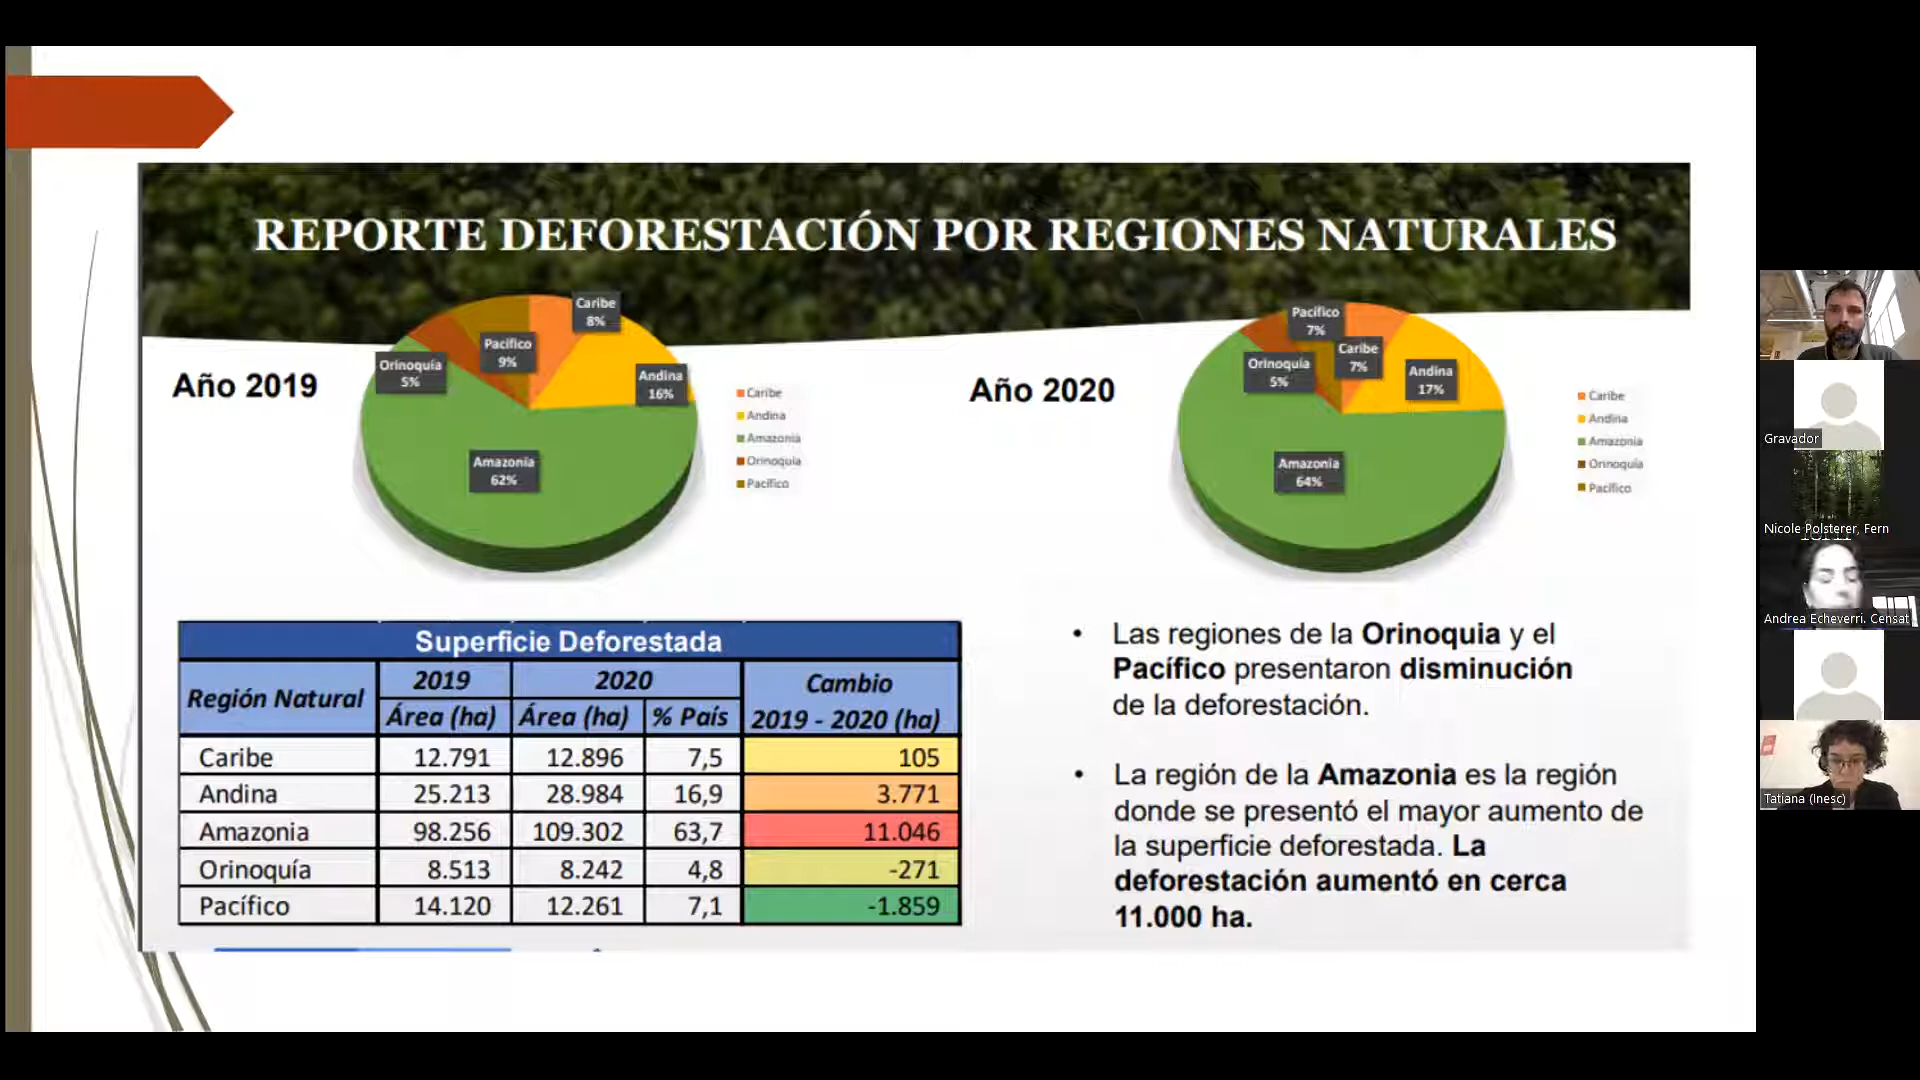 REPORTE DEFORESTACIÓN POR REGIONES NATURALES
Año 2019
Caribe
8%
Pacífico
9%
Orinoquía
5%
Andina
16%
Amazonia
62%
Caribe
Andina
Amazonia
Orinoquía
Pacífico
Año 2020
Pacífico
7%
Caribe
7%
Orinoquía
5%
Andina
17%
Amazonia
64%
Caribe
Andina
Amazonia
Orinoquía
Pacífico
Superficie Deforestada
Región Natural 2019 2020 Cambio
Área (ha) Área (ha) % País 2019 - 2020 (ha)
Caribe 12.791 12.896 7,5 105
Andina 25.213 28.984 16,9 3.771
Amazonia 98.256 109.302 63,7 11.046
Orinoquía 8.513 8.242 4,8 -271
Pacífico 14.120 12.261 7,1 -1.859
• Las regiones de la Orinoquia y el
Pacífico presentaron disminución
de la deforestación.
• La región de la Amazonia es la región
donde se presentó el mayor aumento de
la superficie deforestada. La
deforestación aumentó en cerca
11.000 ha.
Gravador
Nicole Polsterer, Fern
Andrea Echeverri. Censat
Tatiana (Inesc)